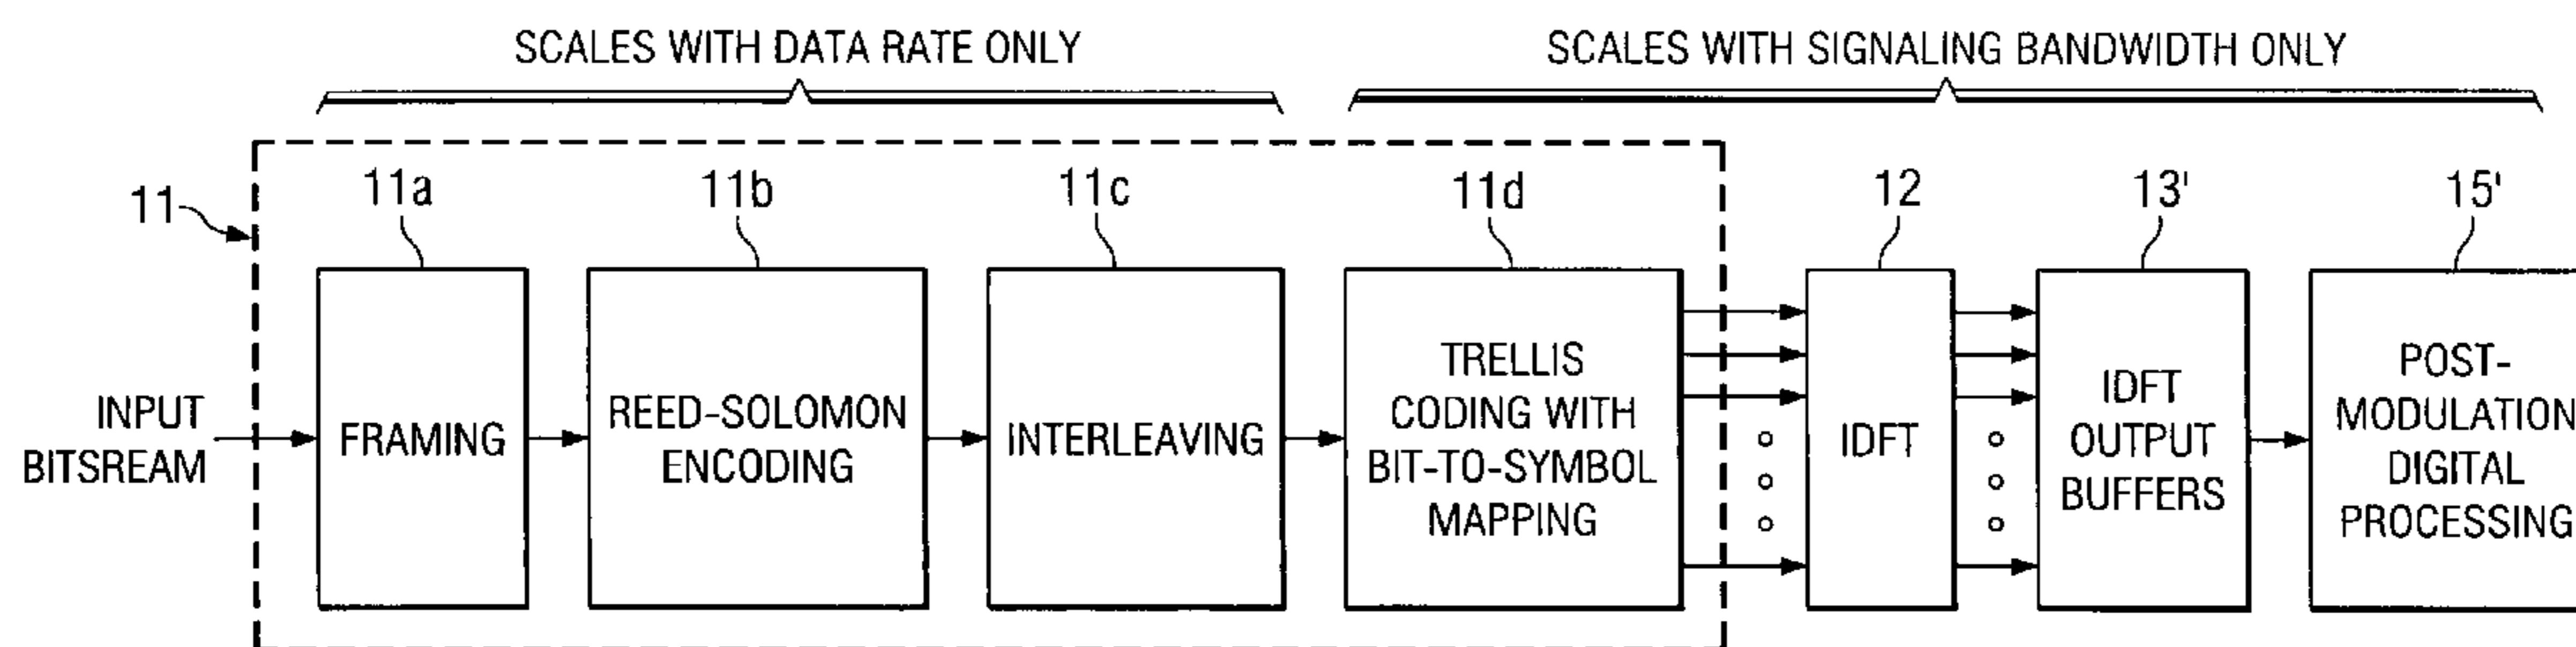 SCALES WITH DATA RATE ONLY
SCALES WITH SIGNALING BANDWIDTH ONLY
11
11a
11b
11c
11d
12
13'
15'
INPUT
BITSREAM
FRAMING
REED-SOLOMON
ENCODING
INTERLEAVING
TRELLIS
CODING WITH
BIT-TO-SYMBOL
MAPPING
IDFT
IDFT
OUTPUT
BUFFERS
POST-
MODULATION
DIGITAL
PROCESSING